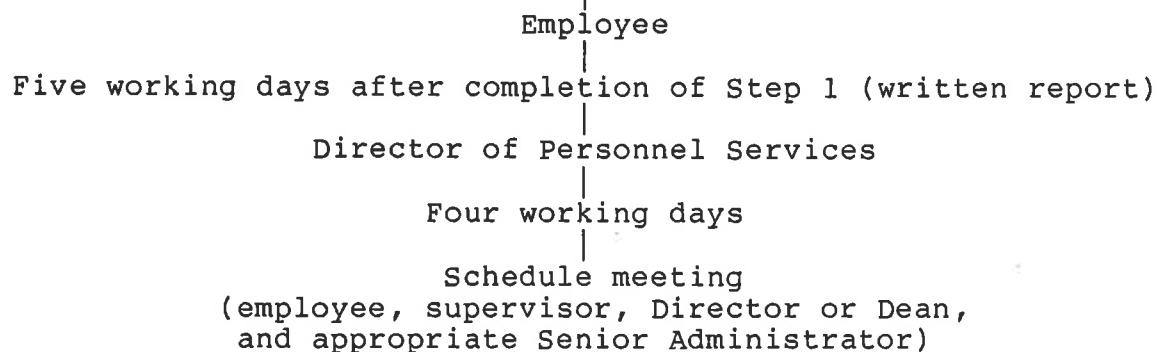 Employee
Five working days after completion of Step 1 (written report)
Director of Personnel Services
Four working days
Schedule meeting
(employee, supervisor, Director or Dean,
and appropriate Senior Administrator)